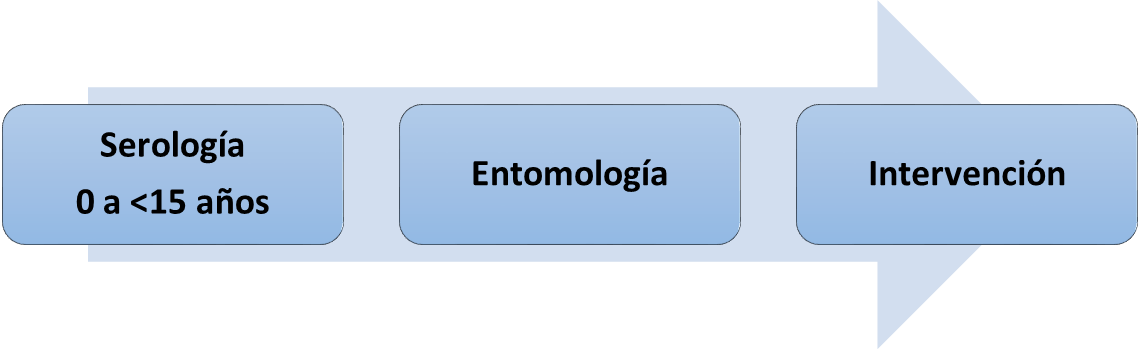 Serología
0 a <15 años
Entomología
Intervención